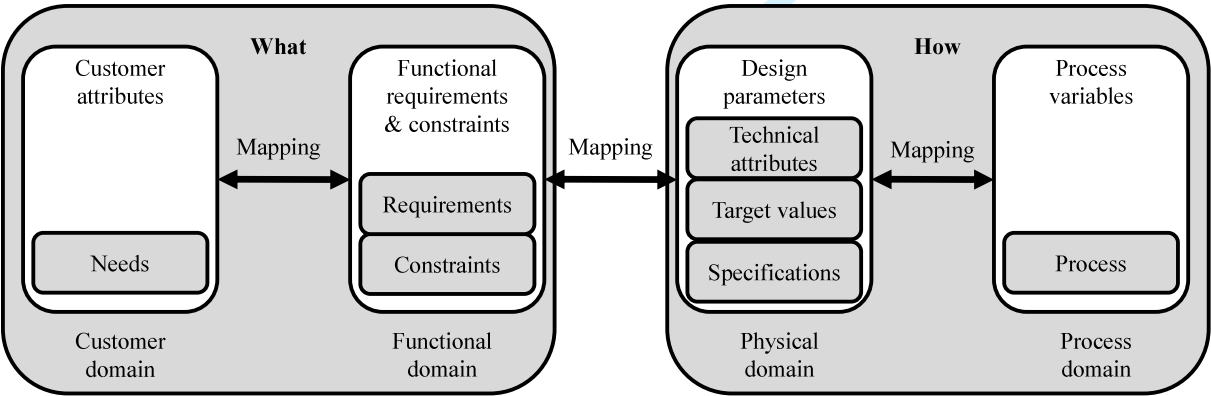 What
Customer
attributes
Mapping
Needs
Customer
domain
Functional
requirements
& constraints
Requirements
Constraints
Functional
domain
Mapping
How
Design
parameters
Technical
attributes
Target values
Specifications
Physical
domain
Mapping
Process
variables
Process
Process
domain